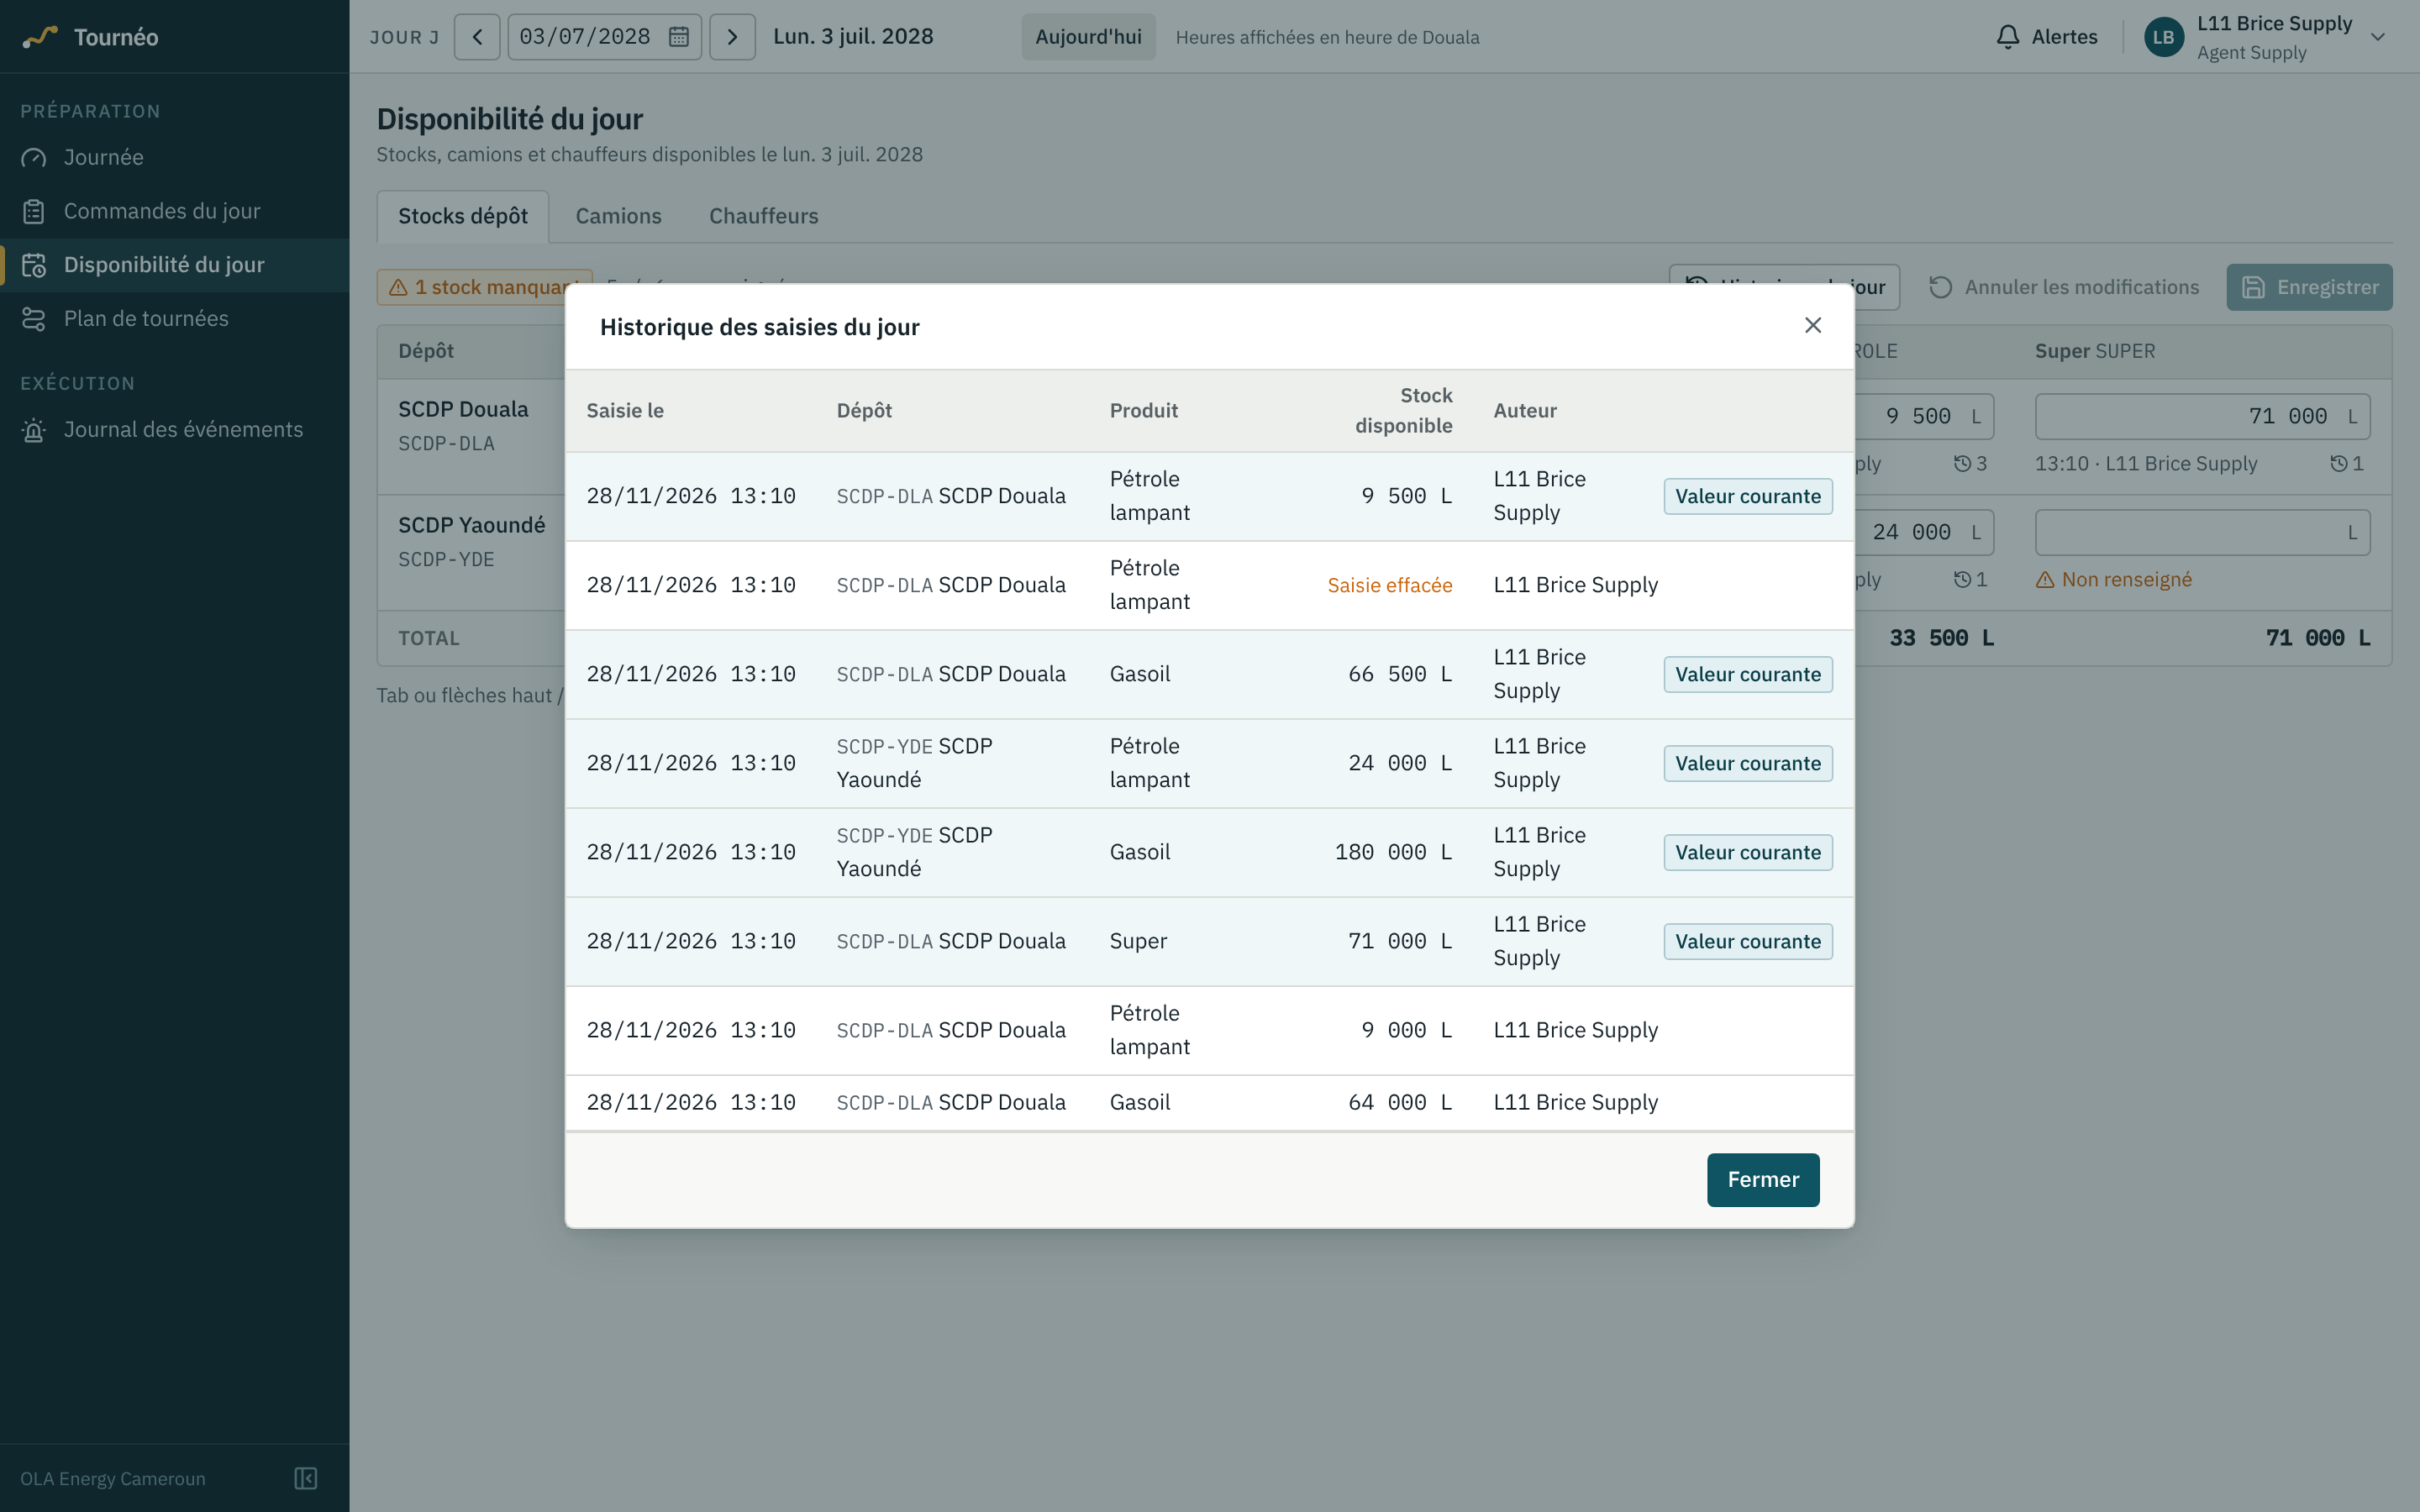 Tournéo
JOUR J
03/07/2028
Lun. 3 juil. 2028
Aujourd'hui
Heures affichées en heure de Douala
Alertes
LB
L11 Brice Supply
Agent Supply
PRÉPARATION
Journée
Commandes du jour
Disponibilité du jour
Plan de tournées
EXÉCUTION
Journal des événements
OLA Energy Cameroun
Disponibilité du jour
Stocks, camions et chauffeurs disponibles le lun. 3 juil. 2028
Stocks dépôt
Camions
Chauffeurs
1 stock manquant
jour
Annuler les modifications
Enregistrer
Dépôt
ROLE
Super SUPER
SCDP Douala
SCDP-DLA
9 500 L
71 000 L
ply
3
13:10 · L11 Brice Supply
1
SCDP Yaoundé
SCDP-YDE
24 000 L
L
ply
1
Non renseigné
TOTAL
33 500 L
71 000 L
Tab ou flèches haut /
Historique des saisies du jour
Saisie le
Dépôt
Produit
Stock
disponible
Auteur
28/11/2026 13:10
SCDP-DLA SCDP Douala
Pétrole
lampant
9 500 L
L11 Brice
Supply
Valeur courante
28/11/2026 13:10
SCDP-DLA SCDP Douala
Pétrole
lampant
Saisie effacée
L11 Brice Supply
28/11/2026 13:10
SCDP-DLA SCDP Douala
Gasoil
66 500 L
L11 Brice
Supply
Valeur courante
28/11/2026 13:10
SCDP-YDE SCDP
Yaoundé
Pétrole
lampant
24 000 L
L11 Brice
Supply
Valeur courante
28/11/2026 13:10
SCDP-YDE SCDP
Yaoundé
Gasoil
180 000 L
L11 Brice
Supply
Valeur courante
28/11/2026 13:10
SCDP-DLA SCDP Douala
Super
71 000 L
L11 Brice
Supply
Valeur courante
28/11/2026 13:10
SCDP-DLA SCDP Douala
Pétrole
lampant
9 000 L
L11 Brice Supply
28/11/2026 13:10
SCDP-DLA SCDP Douala
Gasoil
64 000 L
L11 Brice Supply
Fermer